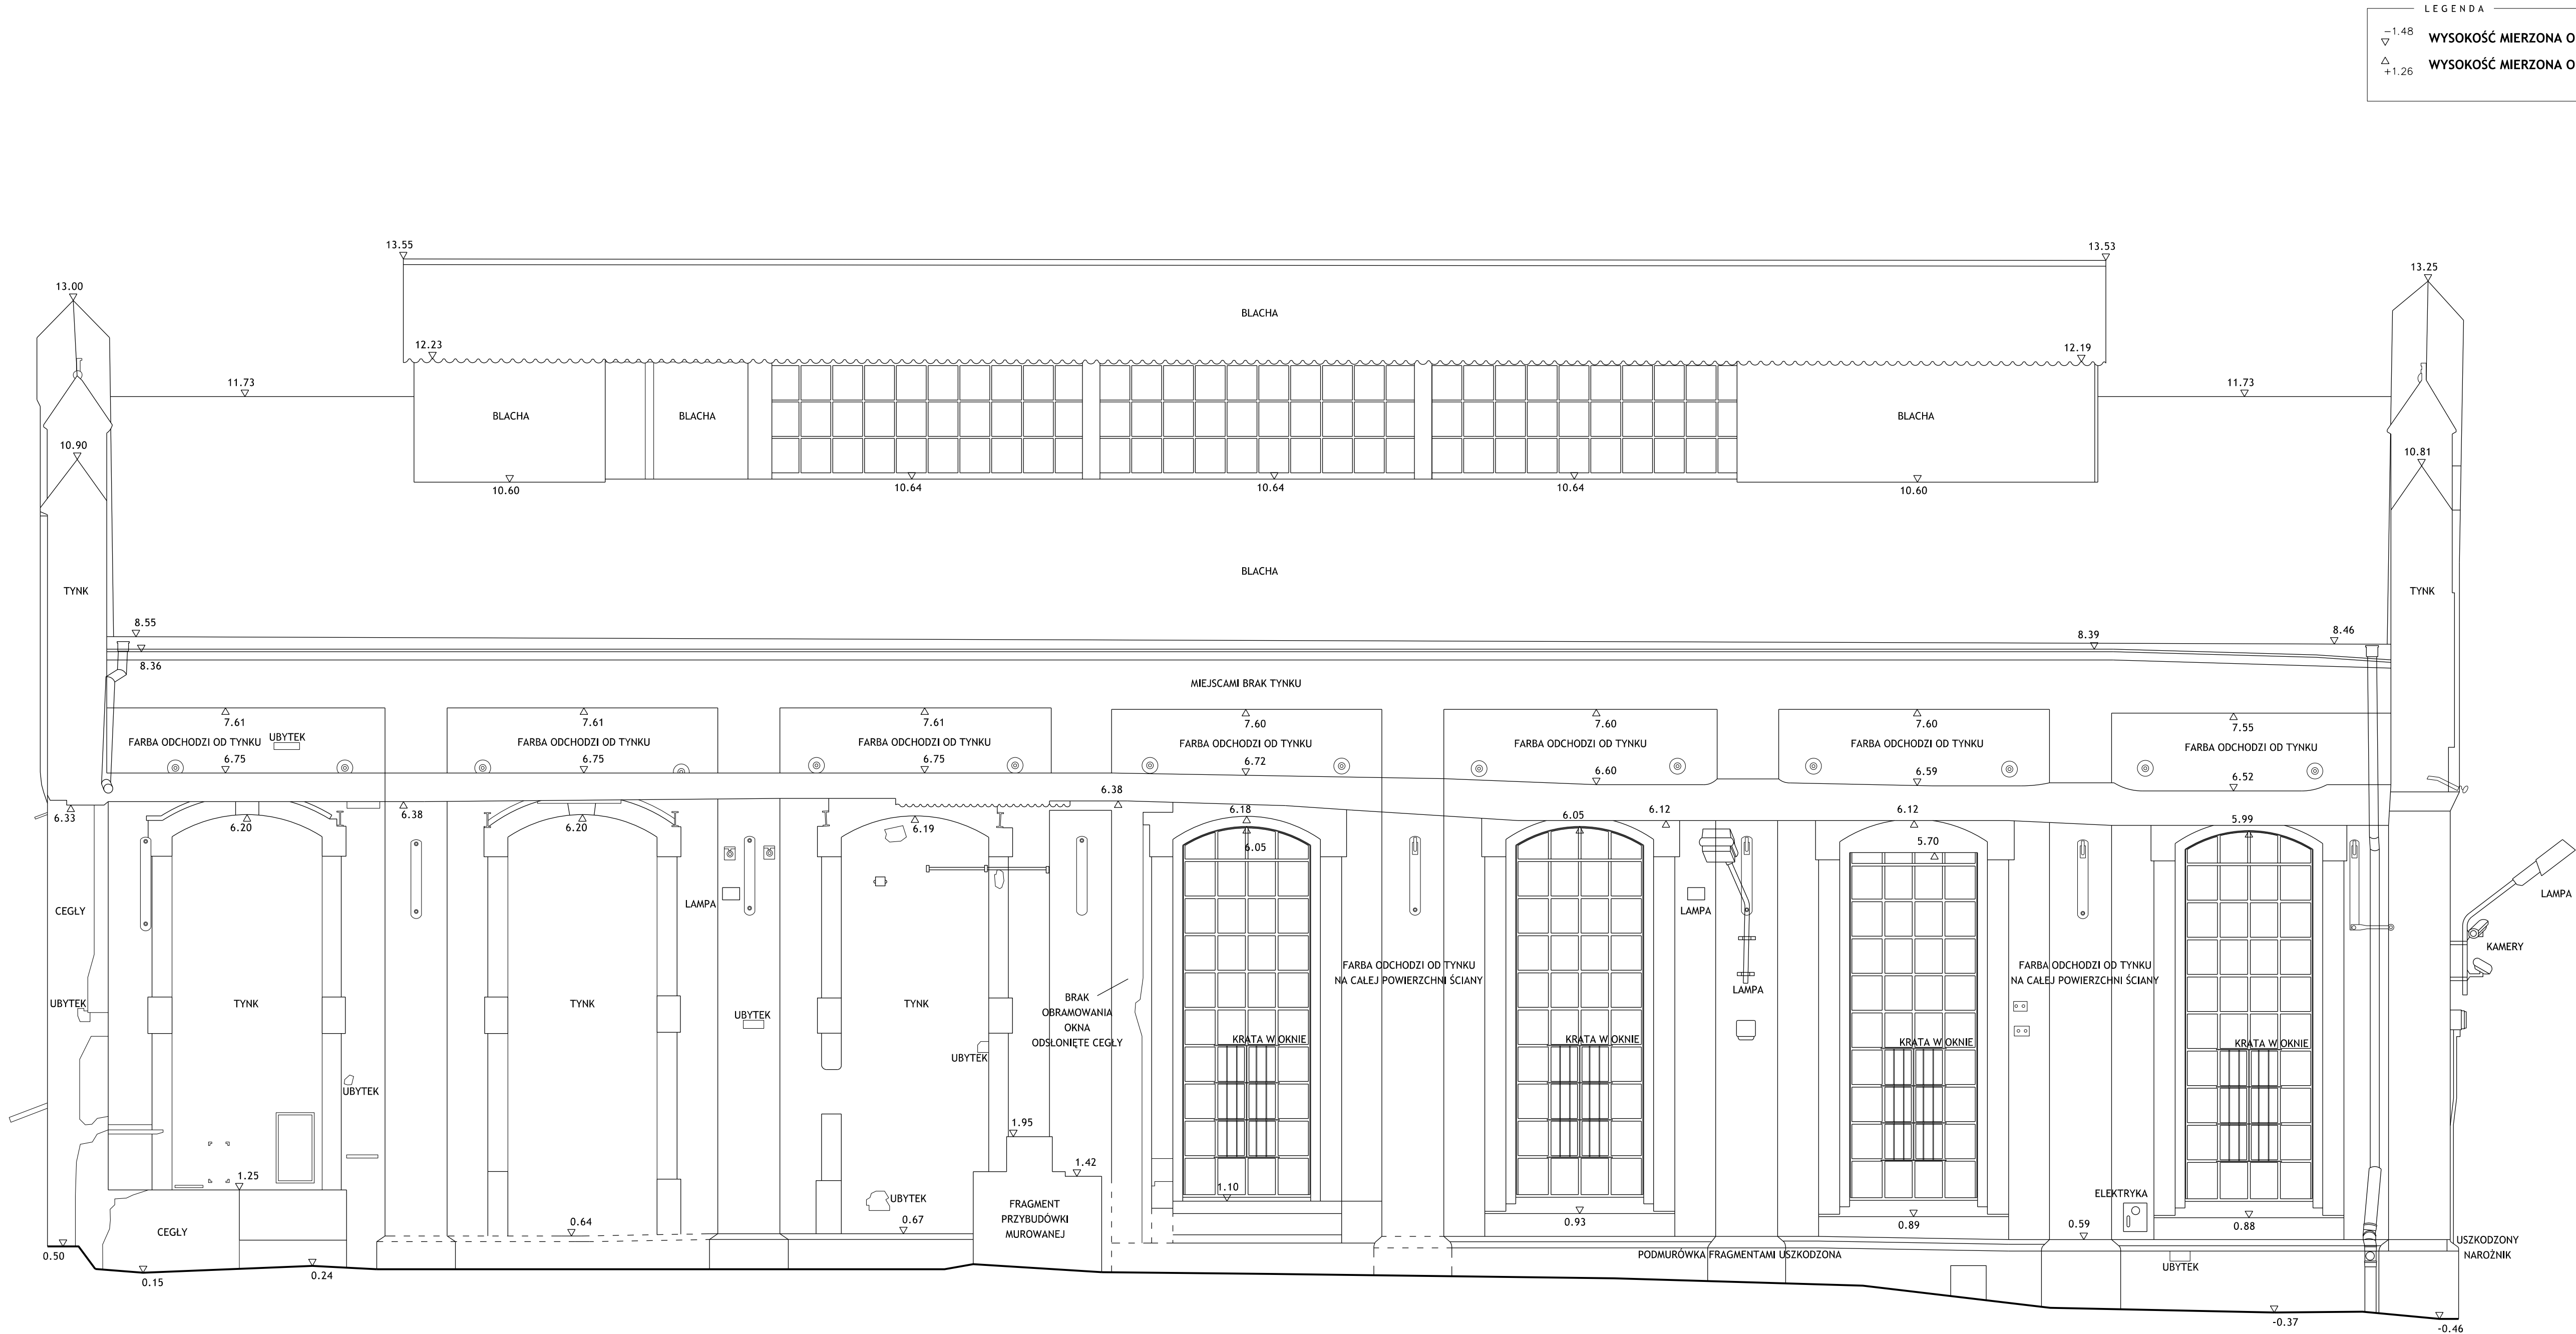 LEGENDA
-1.48
WYSOKOŚĆ MIERZONA O
+1.26
WYSOKOŚĆ MIERZONA O
13.55
13.53
13.00
13.25
BLACHA
12.23
12.19
11.73
11.73
BLACHA
BLACHA
BLACHA
10.90
10.81
10.60
10.64
10.64
10.64
10.60
BLACHA
TYNK
TYNK
8.55
8.46
8.39
8.36
MIEJSCAMI BRAK TYNKU
7.61
7.61
7.61
7.60
7.60
7.60
7.55
UBYTEK
FARBA ODCHODZI OD TYNKU
FARBA ODCHODZI OD TYNKU
FARBA ODCHODZI OD TYNKU
FARBA ODCHODZI OD TYNKU
FARBA ODCHODZI OD TYNKU
FARBA ODCHODZI OD TYNKU
FARBA ODCHODZI OD TYNKU
6.75
6.75
6.75
6.72
6.60
6.59
6.52
6.38
6.33
6.38
6.18
6.05
6.12
6.12
5.99
6.20
6.20
6.19
6.05
5.70
LAMPA
CEGŁY
LAMPA
LAMPA
KAMERY
FARBA ODCHODZI OD TYNKU
NA CAŁEJ POWIERZCHNI ŚCIANY
FARBA ODCHODZI OD TYNKU
NA CAŁEJ POWIERZCHNI ŚCIANY
LAMPA
UBYTEK
TYNK
TYNK
TYNK
BRAK
OBRAMOWANIA
OKNA
ODSŁONIĘTE CEGŁY
UBYTEK
KRATA W OKNIE
KRATA W OKNIE
KRATA W OKNIE
KRATA W OKNIE
UBYTEK
UBYTEK
1.95
1.42
1.25
1.10
UBYTEK
ELEKTRYKA
FRAGMENT
PRZYBUDÓWKI
MUROWANEJ
CEGŁY
0.64
0.67
0.93
0.89
0.59
0.88
USZKODZONY
NAROŻNIK
PODMURÓWKA FRAGMENTAMI USZKODZONA
UBYTEK
0.50
0.15
0.24
-0.37
-0.46